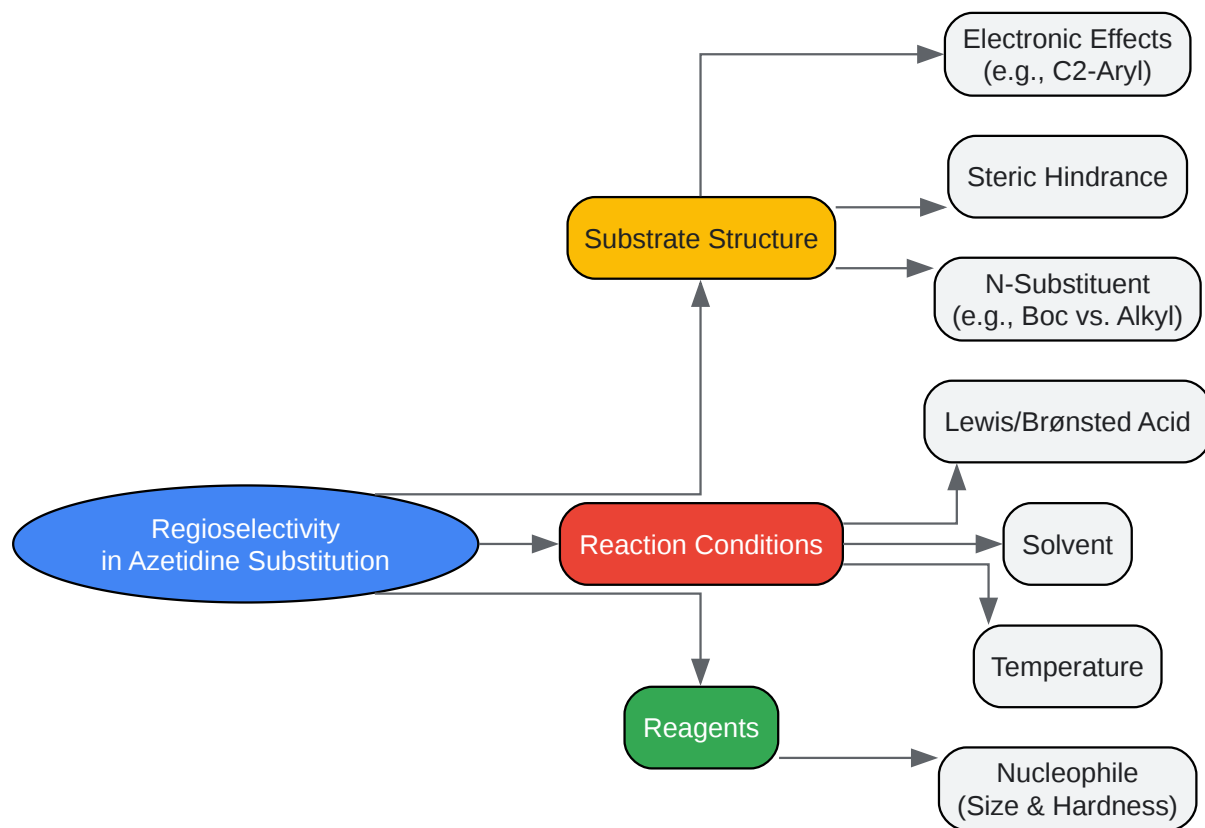 Electronic Effects
(e.g., C2-Aryl)
Steric Hindrance
Substrate Structure
N-Substituent
(e.g., Boc vs. Alkyl)
Lewis/Brønsted Acid
Regioselectivity
in Azetidine Substitution
Reaction Conditions
Solvent
Temperature
Reagents
Nucleophile
(Size & Hardness)